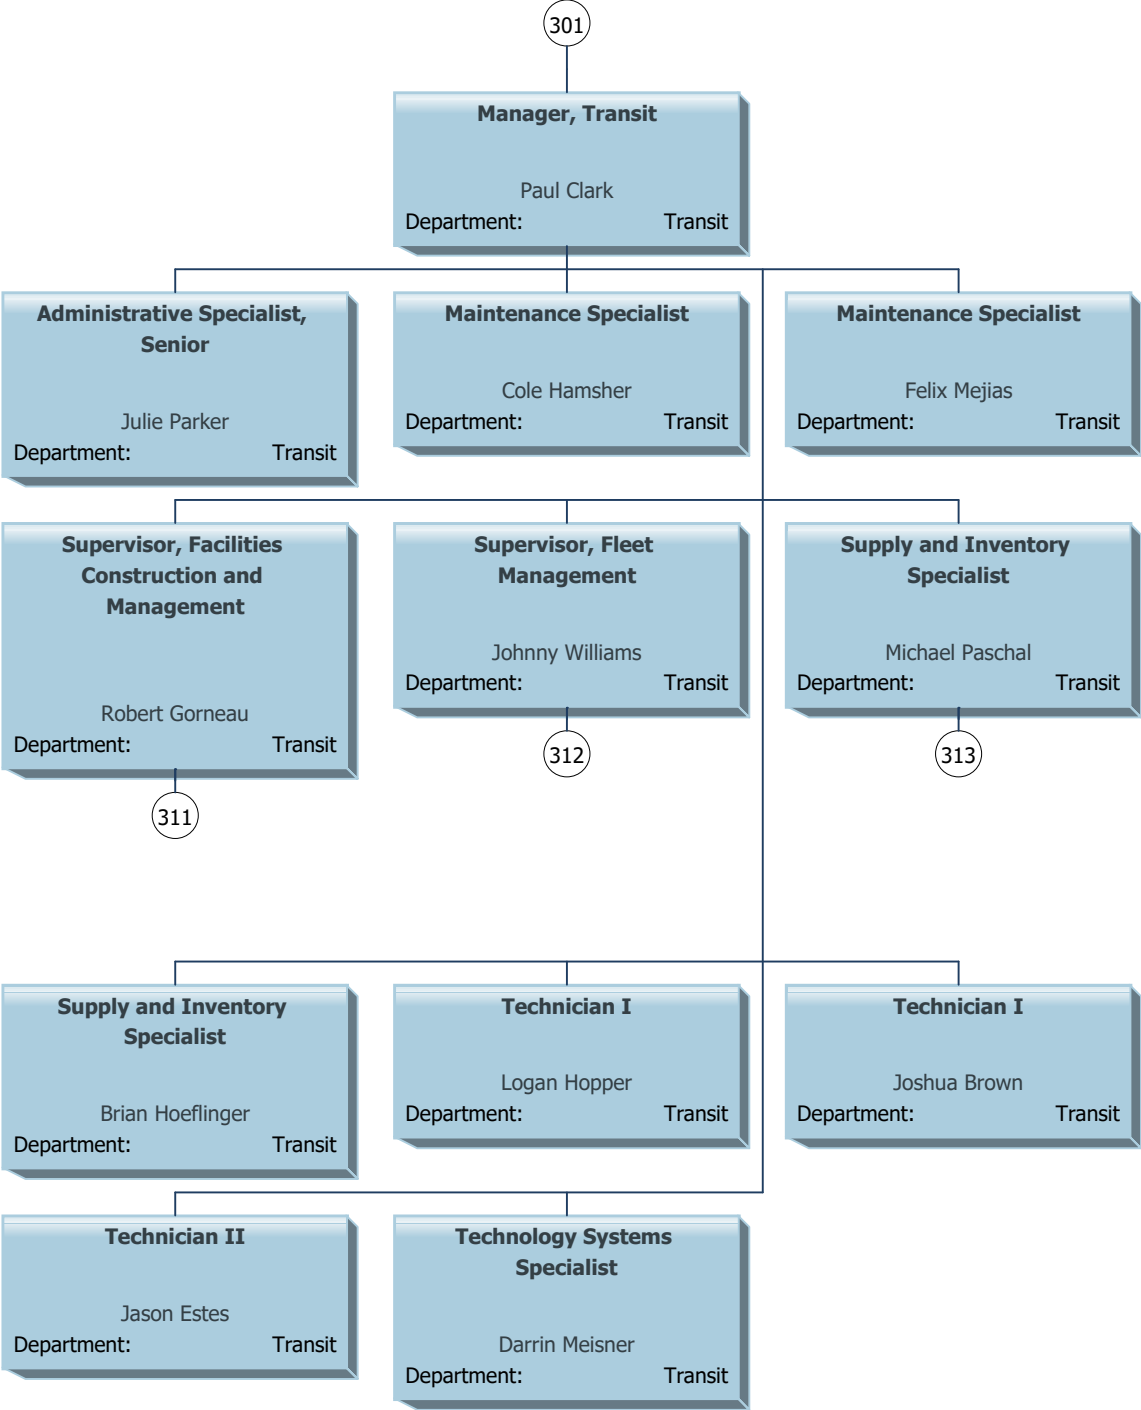 301
Manager, Transit
Paul Clark
Department: Transit
Administrative Specialist,
Senior
Julie Parker
Department: Transit
Maintenance Specialist
Cole Hamsher
Department: Transit
Maintenance Specialist
Felix Mejias
Department: Transit
Supervisor, Facilities
Construction and
Management
Robert Gorneau
Department: Transit
311
Supervisor, Fleet
Management
Johnny Williams
Department: Transit
312
Supply and Inventory
Specialist
Michael Paschal
Department: Transit
313
Supply and Inventory
Specialist
Brian Hoeflinger
Department: Transit
Technician I
Logan Hopper
Department: Transit
Technician I
Joshua Brown
Department: Transit
Technician II
Jason Estes
Department: Transit
Technology Systems
Specialist
Darrin Meisner
Department: Transit